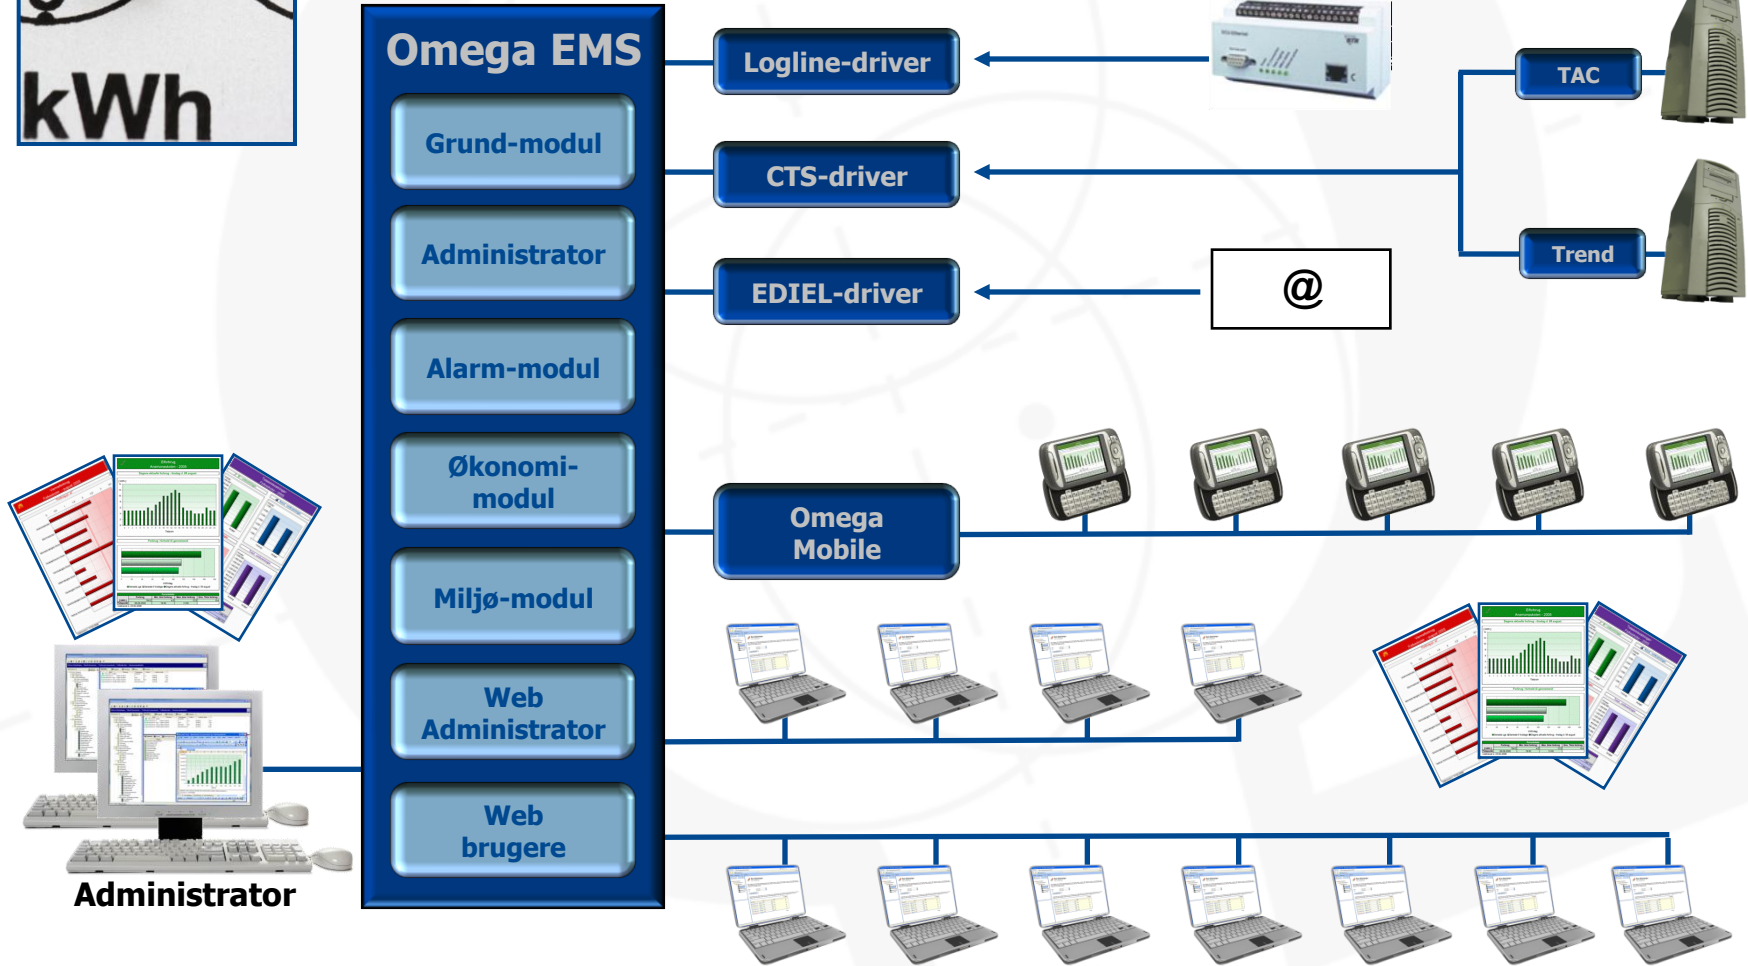 kWh
Omega EMS
Grund-modul
Administrator
Alarm-modul
Økonomi-
modul
Miljø-modul
Web
Administrator
Web
brugere
Logline-driver
CTS-driver
EDIEL-driver
@
TAC
Trend
Omega
Mobile
Administrator